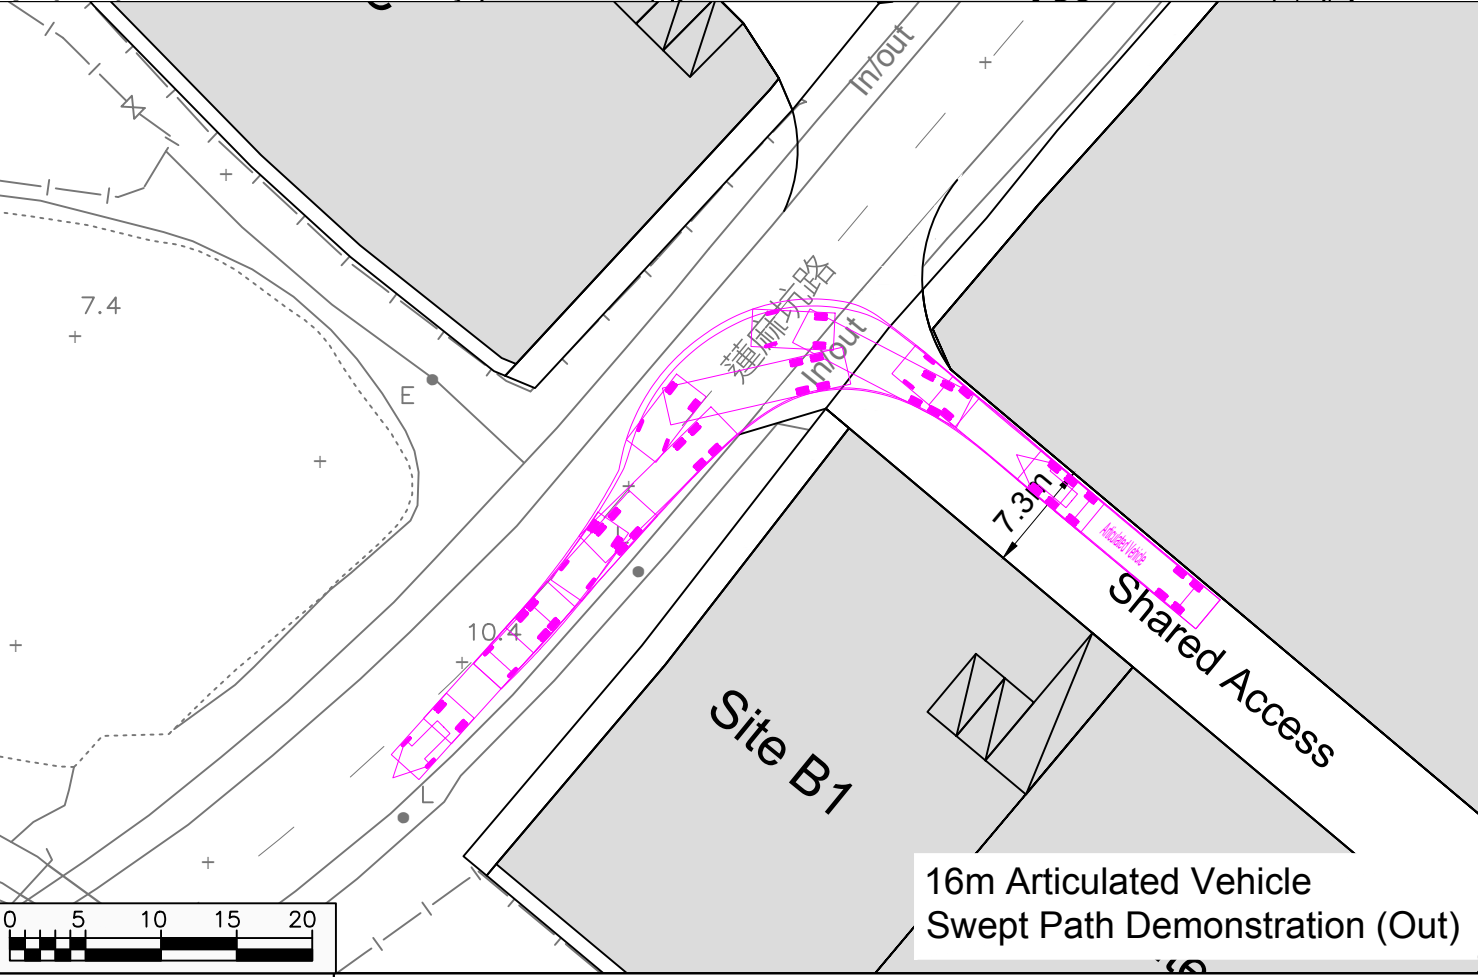 In/out
7.4
蓮麻坑路
In/out
E
7.3m
Articulated Vehicle
10.4
Shared Access
Site B1
L
16m Articulated Vehicle
Swept Path Demonstration (Out)
0 5 10 15 20